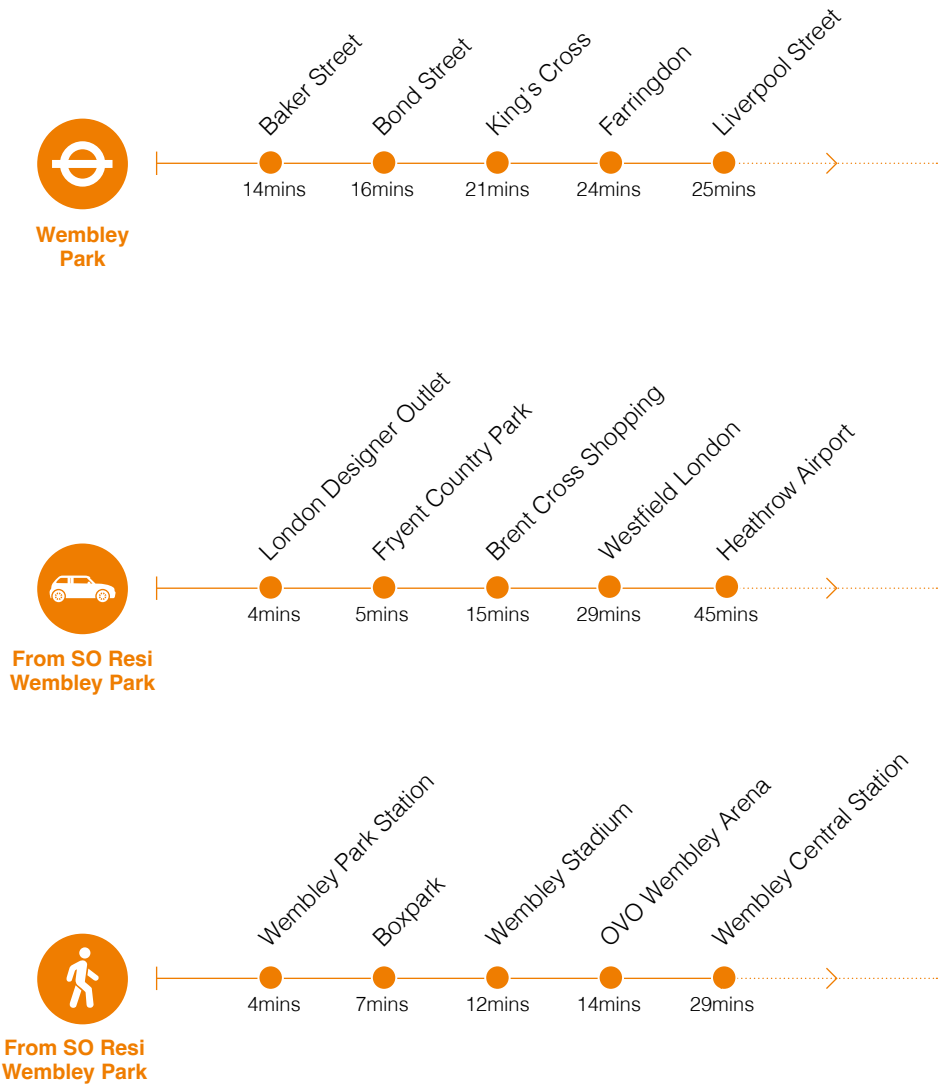 Baker Street
Bond Street
King's Cross
Farringdon
Liverpool Street
14mins
16mins
21mins
24mins
25mins
Wembley
Park
London Designer Outlet
Fryent Country Park
Brent Cross Shopping
Westfield London
Heathrow Airport
4mins
5mins
15mins
29mins
45mins
From SO Resi
Wembley Park
Wembley Park Station
Boxpark
Wembley Stadium
OVO Wembley Arena
Wembley Central Station
4mins
7mins
12mins
14mins
29mins
From SO Resi
Wembley Park